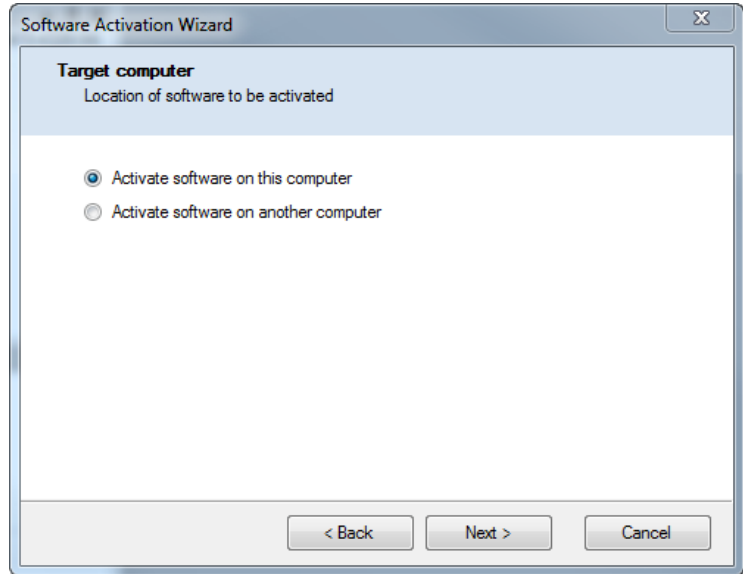 Software Activation Wizard
Target computer
Location of software to be activated
Activate software on this computer
Activate software on another computer
< Back
Next >
Cancel